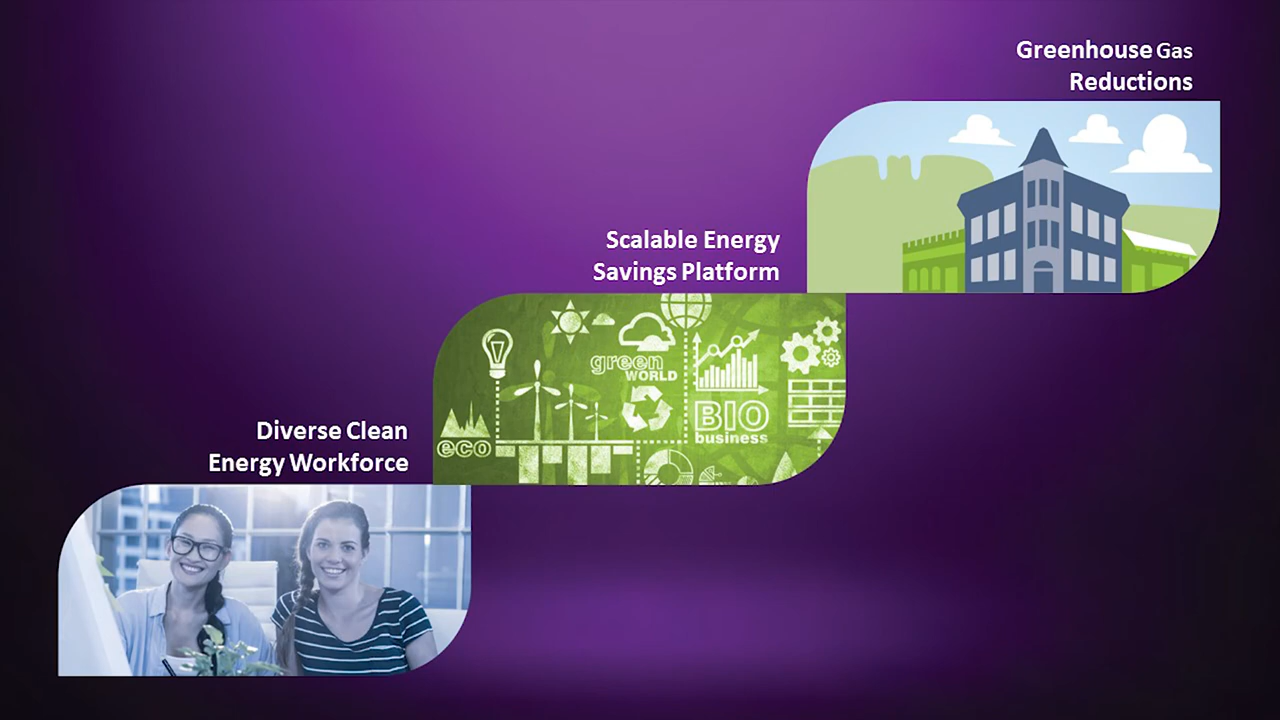 Greenhouse Gas
Reductions
Scalable Energy
Savings Platform
green
WORLD
BIO
business
eco
Diverse Clean
Energy Workforce